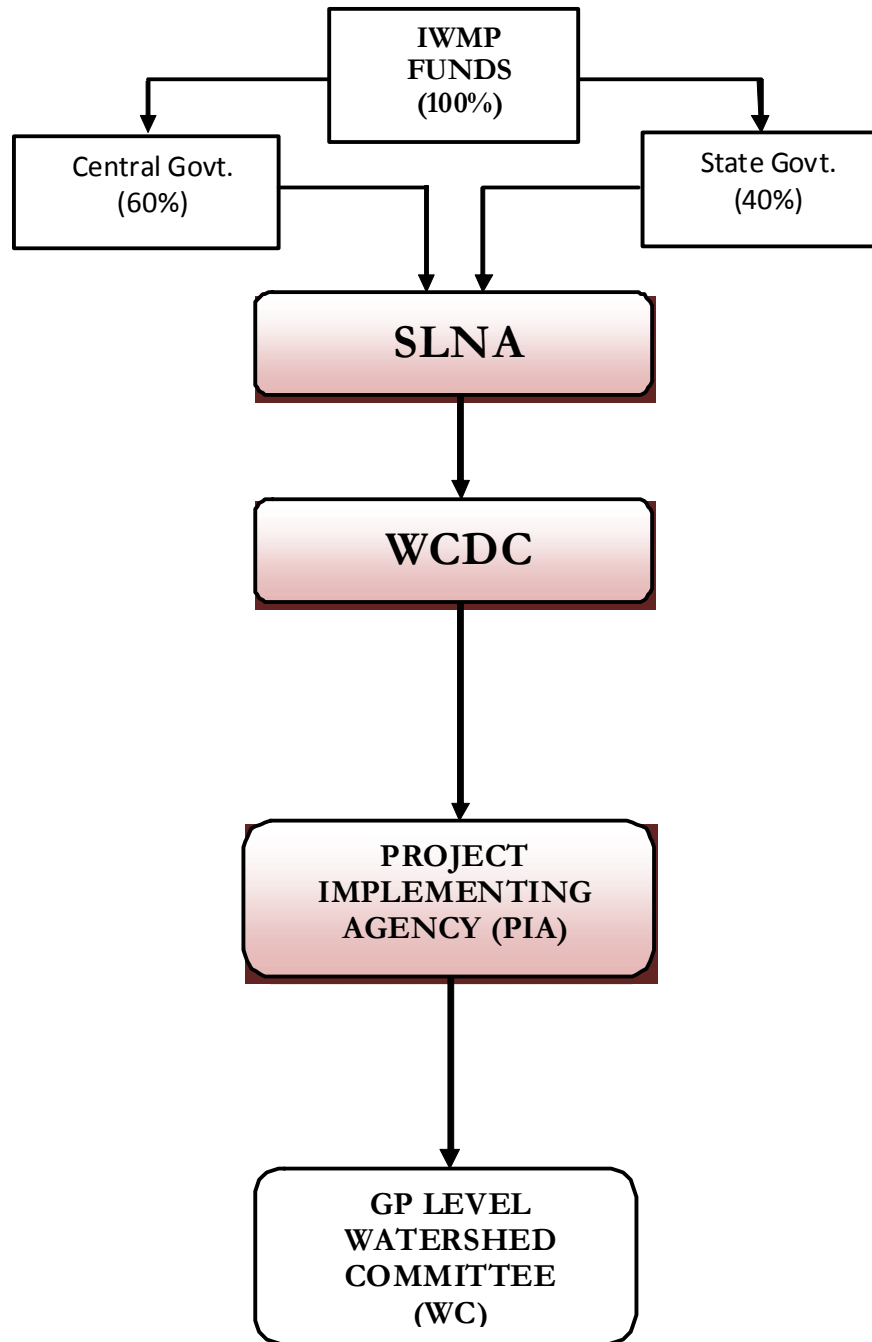 IWMP
FUNDS
(100%)
Central Govt.
(60%)
State Govt.
(40%)
SLNA
WCDC
PROJECT
IMPLEMENTING
AGENCY (PIA)
GP LEVEL
WATERSHED
COMMITTEE
(WC)